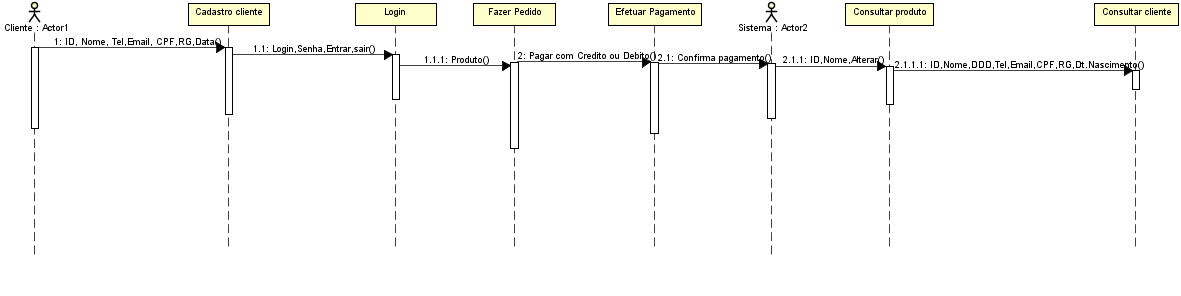 Cadastro cliente
Login
Fazer Pedido
Efetuar Pagamento
Consultar produto
Consultar cliente
Cliente : Actor1
Sistema : Actor2
1: ID, Nome, Tel,Email, CPF,RG,Data()
1.1: Login,Senha,Entrar,sair()
1.1.1: Produto()
2: Pagar com Credito ou Debito()
2.1: Confirma pagamento()
2.1.1: ID,Nome,Alterar()
2.1.1.1: ID,Nome,DDD,Tel,Email,CPF,RG,Dt.Nascimento()